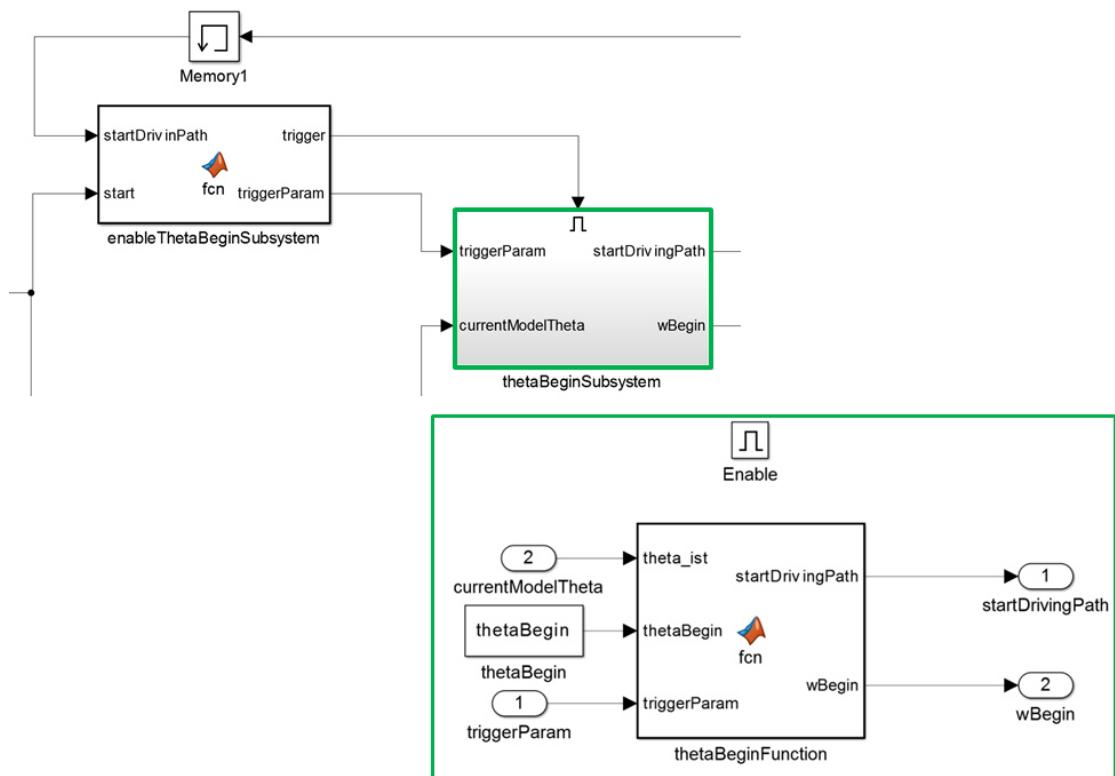 Memory1
startDrivinPath
trigger
fcn
start
triggerParam
enableThetaBeginSubsystem
triggerParam
startDrivingPath
currentModelTheta
wBegin
thetaBeginSubsystem
Enable
2
theta_ist
startDrivingPath
1
currentModelTheta
startDrivingPath
thetaBegin
thetaBegin
fcn
thetaBegin
1
triggerParam
wBegin
2
triggerParam
wBegin
thetaBeginFunction